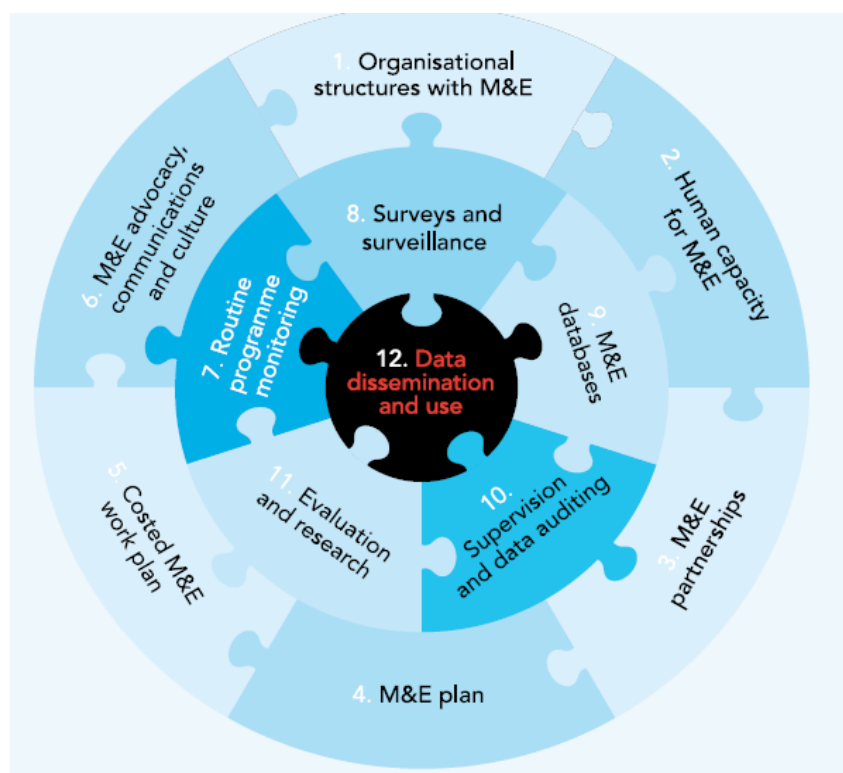 1. Organisational
structures with M&E
2. Human capacity
for M&E
3. M&E
partnerships
4. M&E plan
5. Costed M&E
work plan
6. M&E advocacy,
communications
and culture
7. Routine
programme
monitoring
8. Surveys and
surveillance
9. M&E
databases
10.
Supervision
and data auditing
11. Evaluation
and research
12. Data
dissemination
and use